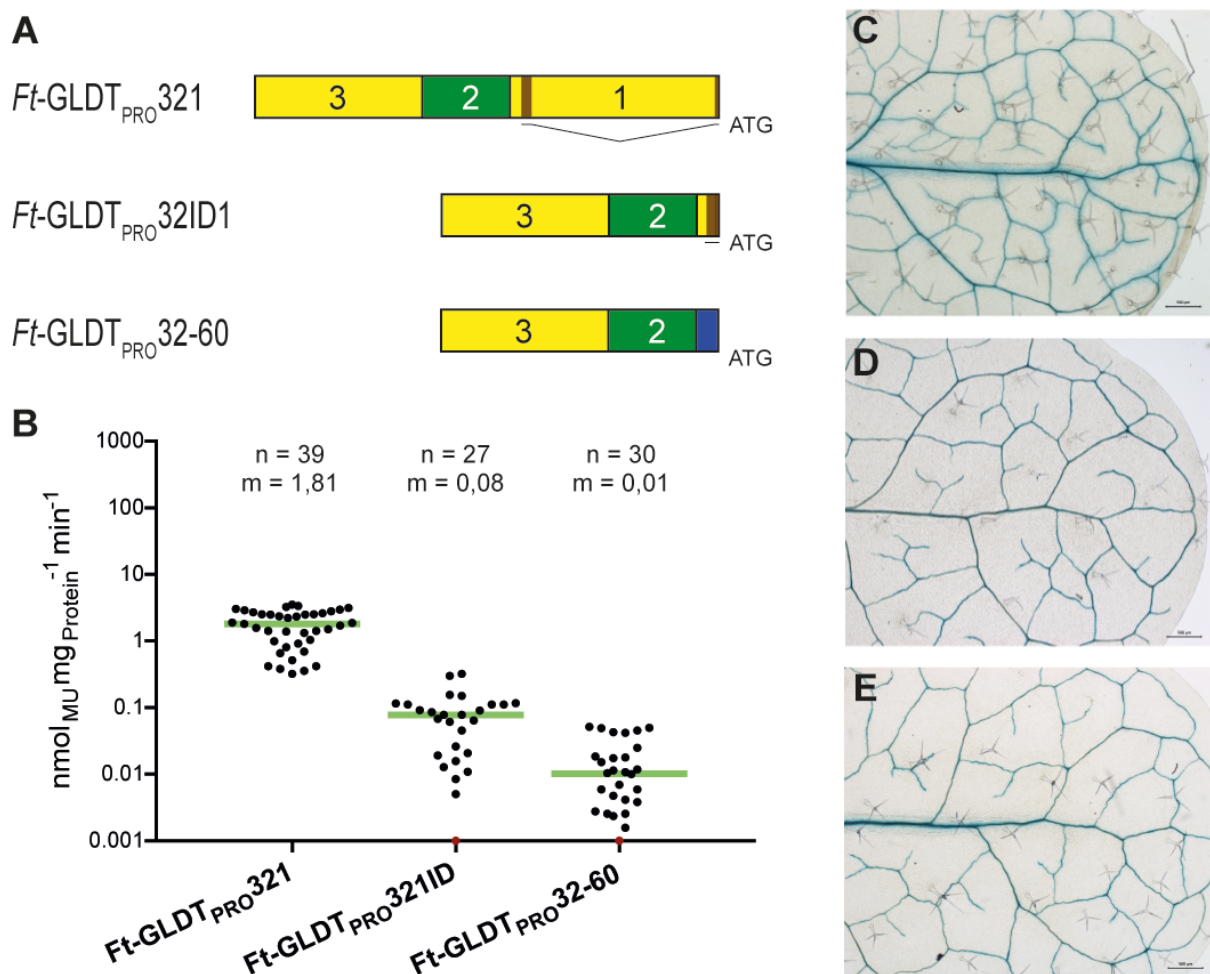 A
Ft-GLDTPRO321
3
2
1
ATG
Ft-GLDTPRO32ID1
3
2
ATG
Ft-GLDTPRO32-60
3
2
ATG
B
nmolMU mgProtein-1 min-1
1000
100
10
1
0.1
0.01
0.001
n = 39
m = 1,81
n = 27
m = 0,08
n = 30
m = 0,01
Ft-GLDTPRO321
Ft-GLDTPRO321ID
Ft-GLDTPRO32-60
C
D
E